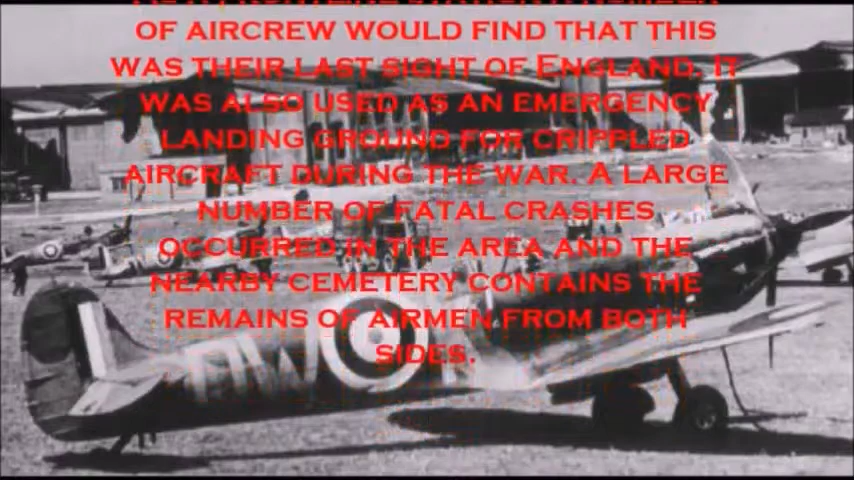 OF AIRCREW WOULD FIND THAT THIS
WAS THEIR LAST SIGHT OF ENGLAND. IT
WAS ALSO USED AS AN EMERGENCY
LANDING GROUND FOR CRIPPLED
AIRCRAFT DURING THE WAR. A LARGE
NUMBER OF FATAL CRASHES
OCCURRED IN THE AREA AND THE
NEARBY CEMETERY CONTAINS THE
REMAINS OF AIRMEN FROM BOTH
SIDES.
DW